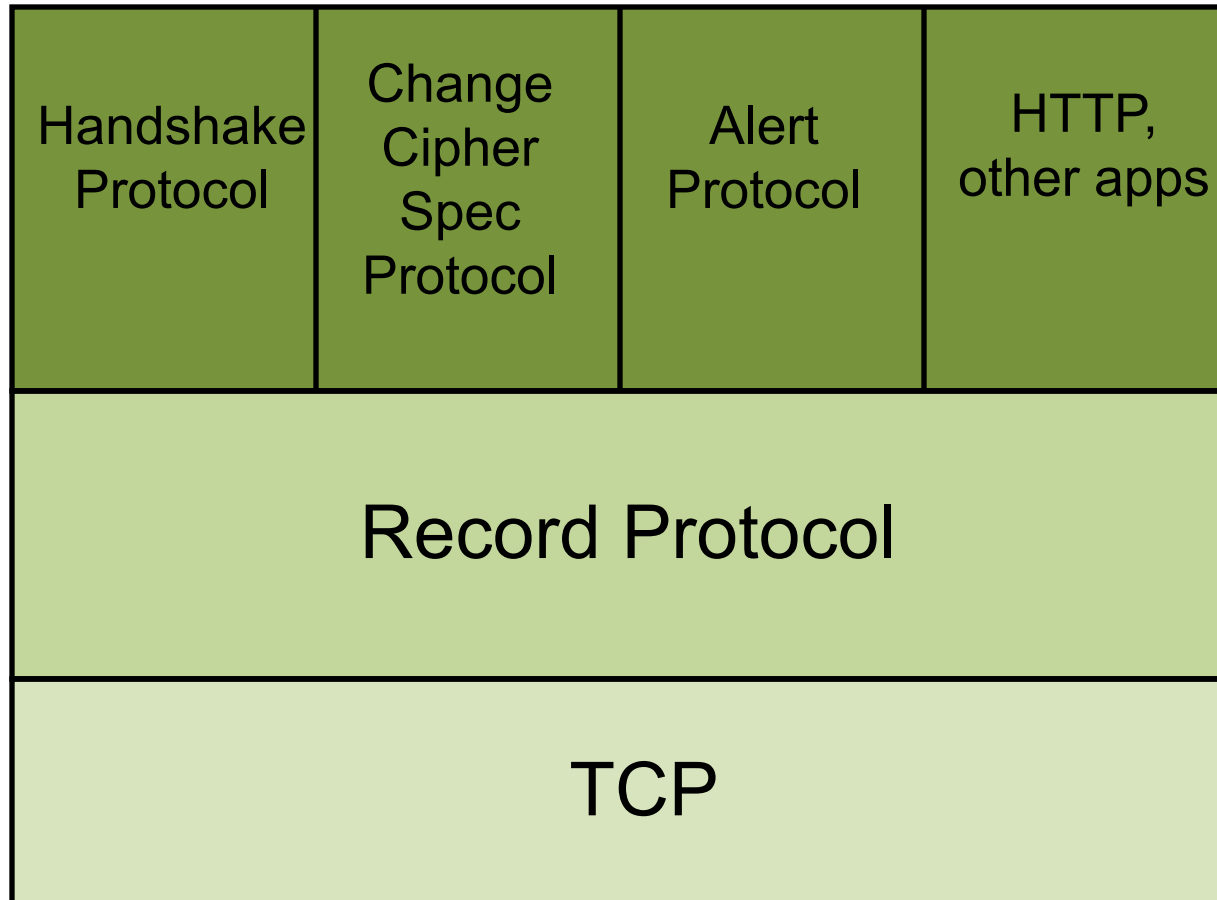 Handshake
Protocol
Change
Cipher
Spec
Protocol
Alert
Protocol
HTTP,
other apps
Record Protocol
TCP